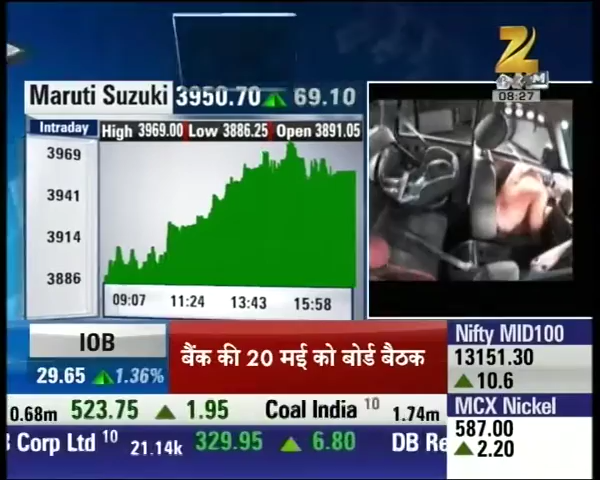 08:27
Maruti Suzuki 3950.70 69.10
Intraday High 3969.00 Low 3886.25 Open 3891.05
3969
3941
3914
3886
09:07 11:24 13:43 15:58
IOB
29.65 1.36%
बैंक की 20 मई को बोर्ड बैठक
Nifty MID100
13151.30
10.6
MCX Nickel
587.00
2.20
0.68m 523.75 1.95 Coal India 10 1.74m
Corp Ltd 10 21.14k 329.95 6.80 DB Re